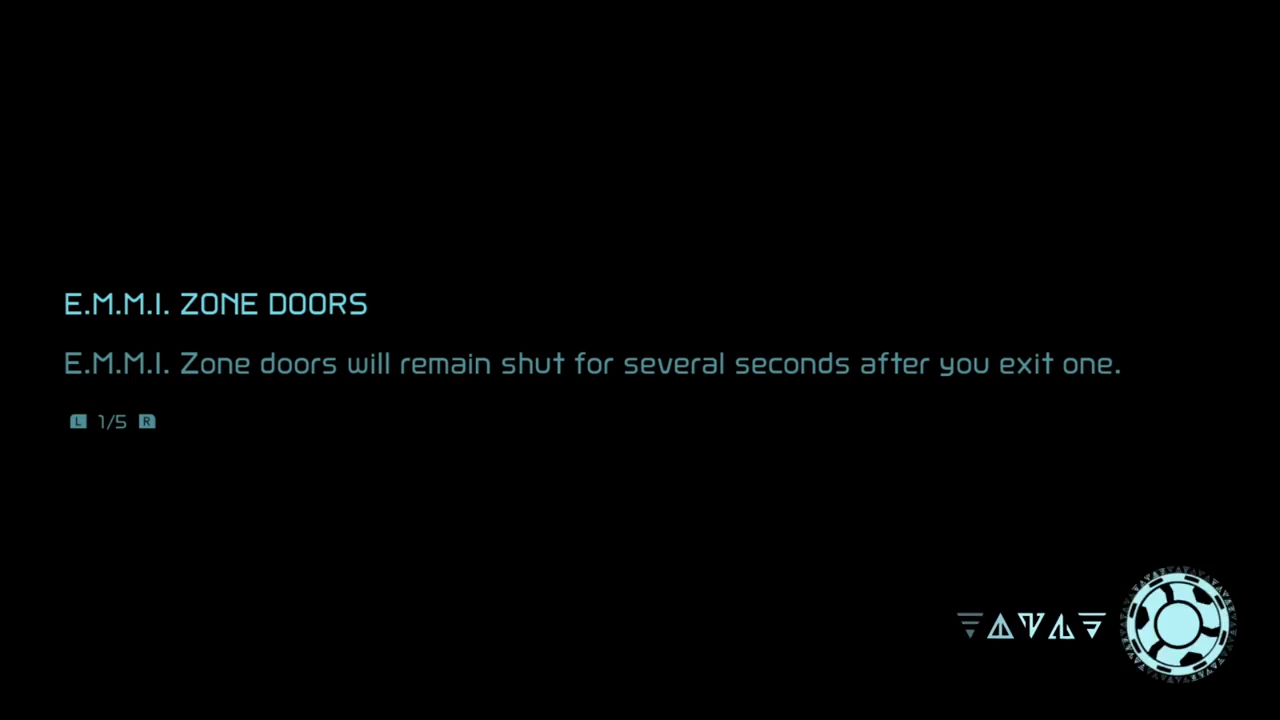 E.M.M.I. ZONE DOORS
E.M.M.I. Zone doors will remain shut for several seconds after you exit one.
L 1/5 R